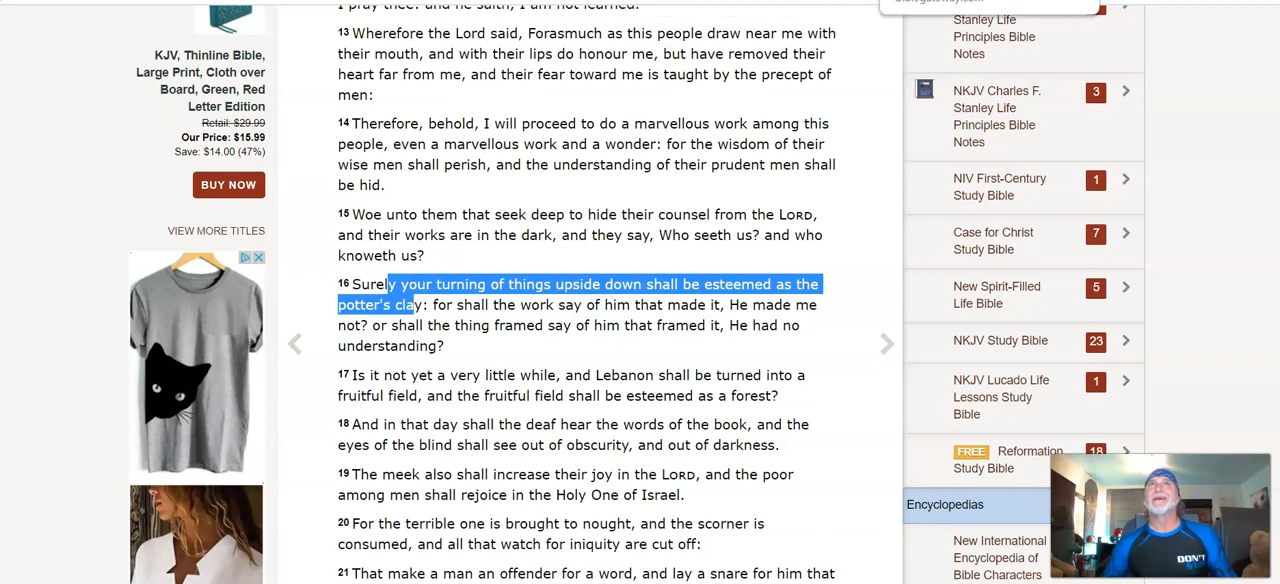 biblegateway.com
I pray thee: and he saith, I am not learned.
13 Wherefore the Lord said, Forasmuch as this people draw near me with
their mouth, and with their lips do honour me, but have removed their
heart far from me, and their fear toward me is taught by the precept of
men:
14 Therefore, behold, I will proceed to do a marvellous work among this
people, even a marvellous work and a wonder: for the wisdom of their
wise men shall perish, and the understanding of their prudent men shall
be hid.
15 Woe unto them that seek deep to hide their counsel from the LORD,
and their works are in the dark, and they say, Who seeth us? and who
knoweth us?
16 Surely your turning of things upside down shall be esteemed as the
potter's clay: for shall the work say of him that made it, He made me
not? or shall the thing framed say of him that framed it, He had no
understanding?
17 Is it not yet a very little while, and Lebanon shall be turned into a
fruitful field, and the fruitful field shall be esteemed as a forest?
18 And in that day shall the deaf hear the words of the book, and the
eyes of the blind shall see out of obscurity, and out of darkness.
19 The meek also shall increase their joy in the LORD, and the poor
among men shall rejoice in the Holy One of Israel.
20 For the terrible one is brought to nought, and the scorner is
consumed, and all that watch for iniquity are cut off:
21 That make a man an offender for a word, and lay a snare for him that
KJV, Thinline Bible,
Large Print, Cloth over
Board, Green, Red
Letter Edition
Retail: $29.99
Our Price: $15.99
Save: $14.00 (47%)
BUY NOW
VIEW MORE TITLES
Stanley Life
Principles Bible
Notes
NKJV Charles F. 3
Stanley Life
Principles Bible
Notes
NIV First-Century 1
Study Bible
Case for Christ 7
Study Bible
New Spirit-Filled 5
Life Bible
NKJV Study Bible 23
NKJV Lucado Life 1
Lessons Study
Bible
FREE Reformation 18
Study Bible
Encyclopedias
New International
Encyclopedia of
Bible Characters
DON'T